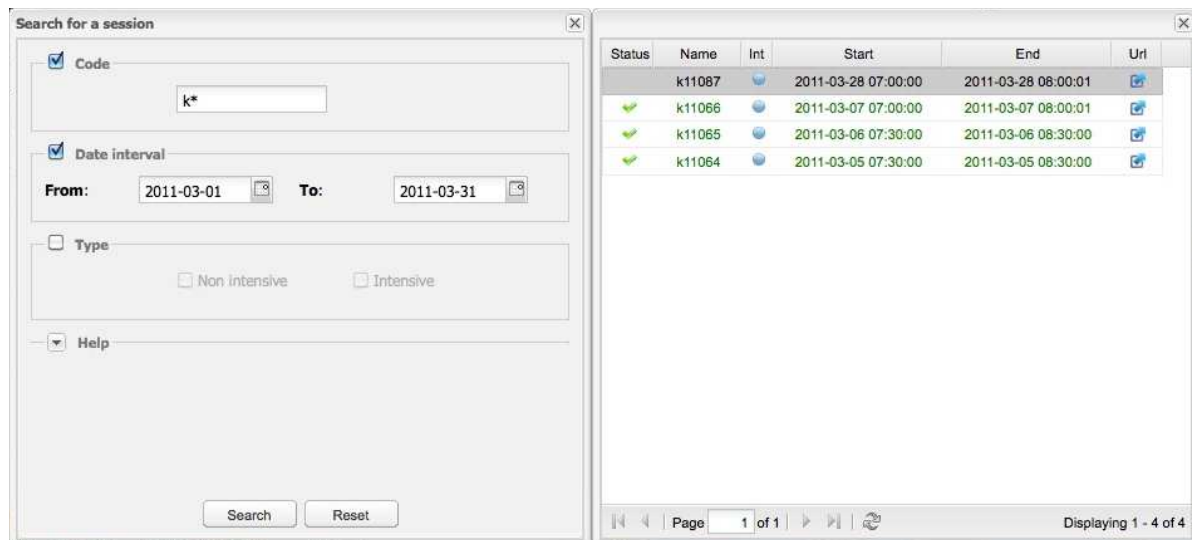 Search for a session
Code
k*
Date interval
From: 2011-03-01 To: 2011-03-31
Type
Non intensive Intensive
Help
Search Reset
Status Name Int Start End Url
k11087 2011-03-28 07:00:00 2011-03-28 08:00:01
k11066 2011-03-07 07:00:00 2011-03-07 08:00:01
k11065 2011-03-06 07:30:00 2011-03-06 08:30:00
k11064 2011-03-05 07:30:00 2011-03-05 08:30:00
Page 1 of 1 Displaying 1 - 4 of 4